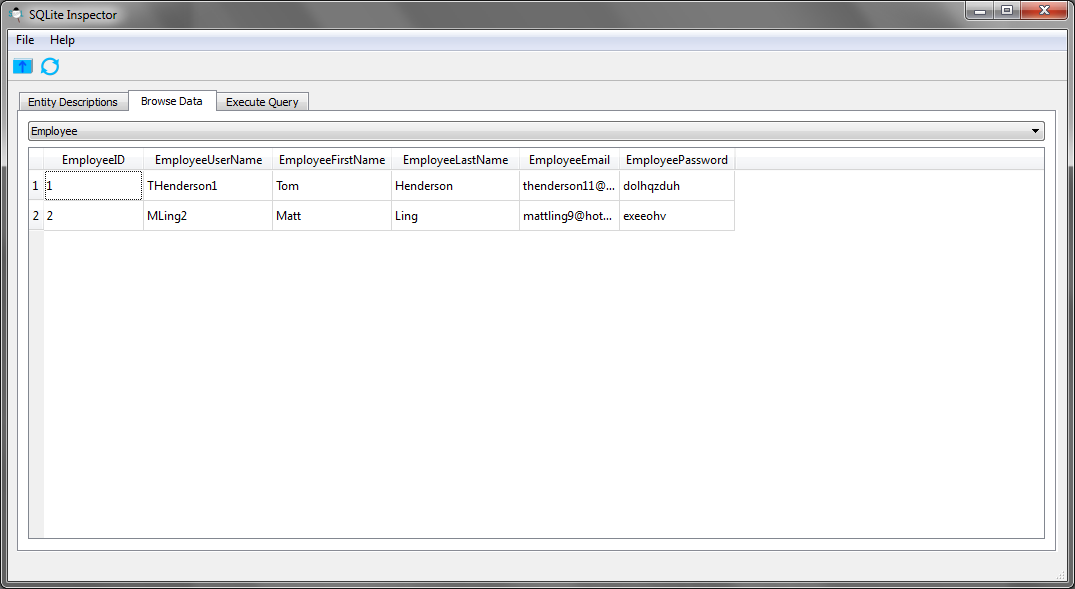 SQLite Inspector
File Help
Entity Descriptions Browse Data Execute Query
Employee
EmployeeID EmployeeUserName EmployeeFirstName EmployeeLastName EmployeeEmail EmployeePassword
1 1 THenderson1 Tom Henderson thenderson11@... dolhqzduh
2 2 MLing2 Matt Ling mattling9@hot... exeeohv